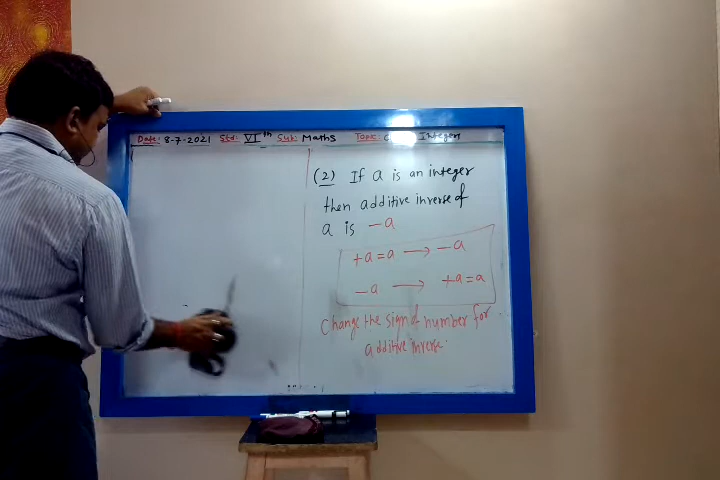 Date: 8-7-2021 Std: VIth Sub: Maths Topic: Integers
(2) If a is an integer
then additive inverse of
a is -a
+a = a → -a
-a → +a = a
Change the sign of number for
additive inverse.